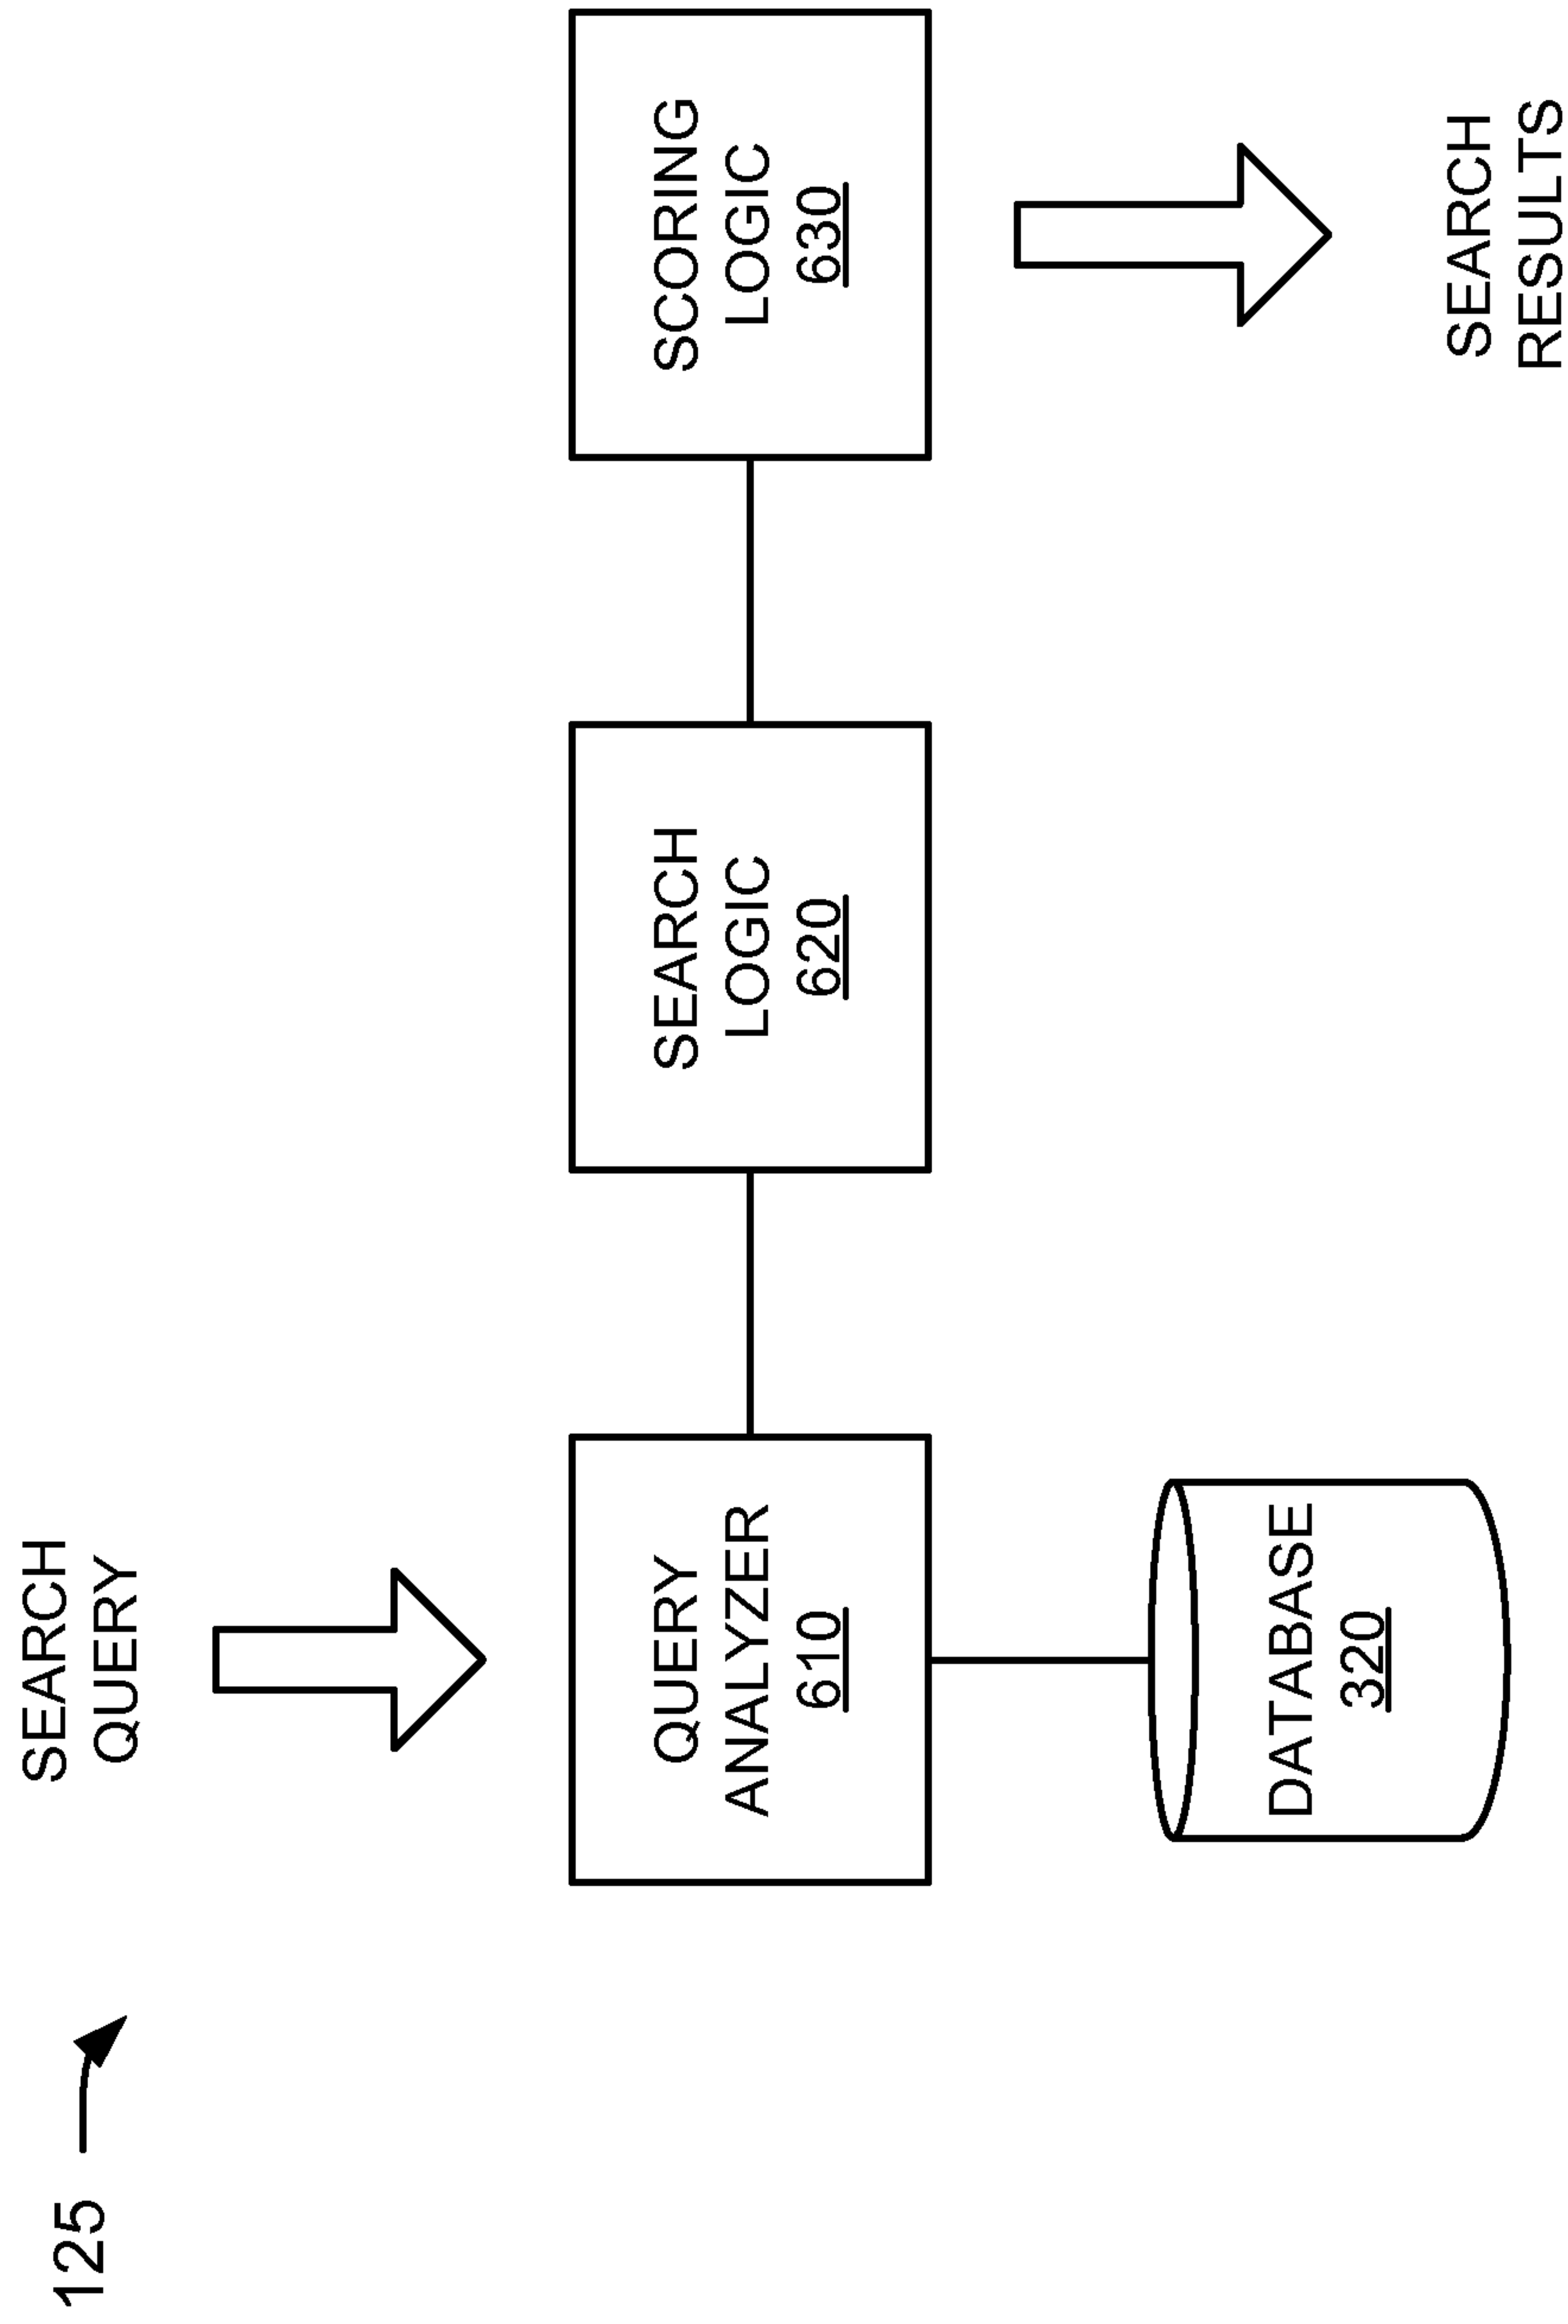 125
SEARCH
QUERY
QUERY
ANALYZER
610
SEARCH
LOGIC
620
SCORING
LOGIC
630
DATABASE
320
SEARCH
RESULTS